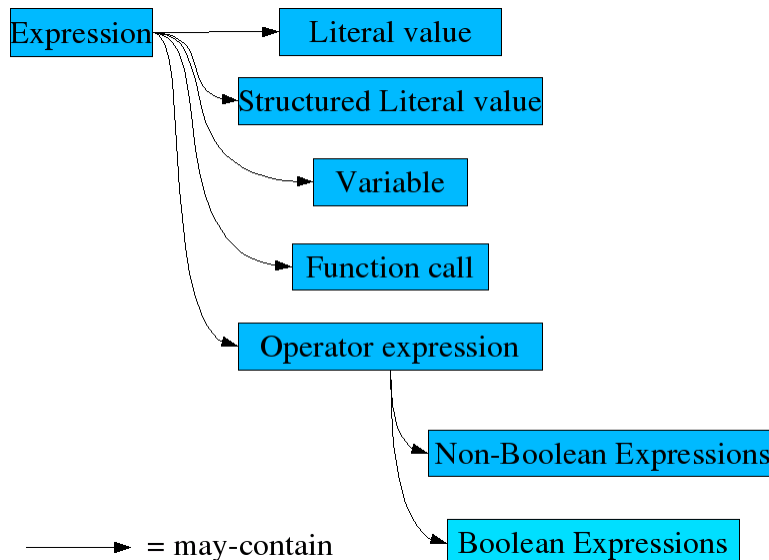 Expression
Literal value
Structured Literal value
Variable
Function call
Operator expression
Non-Boolean Expressions
Boolean Expressions
= may-contain